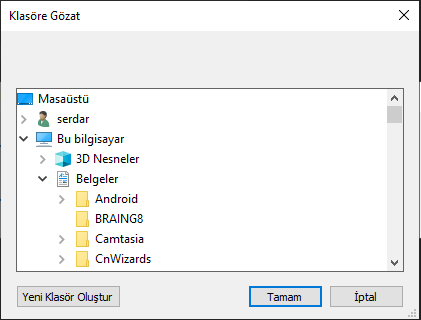 Klasöre Gözat
Masaüstü
serdar
Bu bilgisayar
3D Nesneler
Belgeler
Android
BRAING8
Camtasia
CnWizards
Yeni Klasör Oluştur
Tamam
İptal